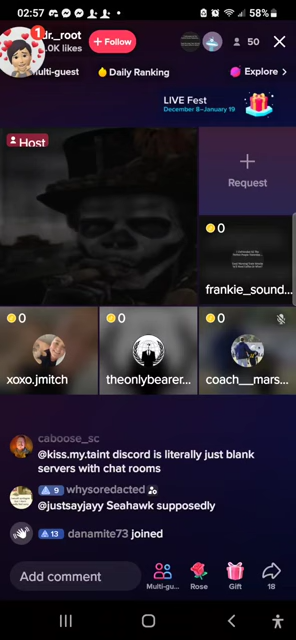 02:57
58%
1
dr._root
.0K likes
+ Follow
50
Multi-guest
Daily Ranking
Explore >
LIVE Fest
December 8–January 19
Host
Request
0
frankie_sound...
0
xoxo.jmitch
0
theonlybearer...
0
coach__mars...
caboose_sc
@kiss.my.taint discord is literally just blank
servers with chat rooms
9 whysoredacted
@justsayjayy Seahawk supposedly
13 danamite73 joined
Add comment
Multi-gu...
Rose
Gift
18